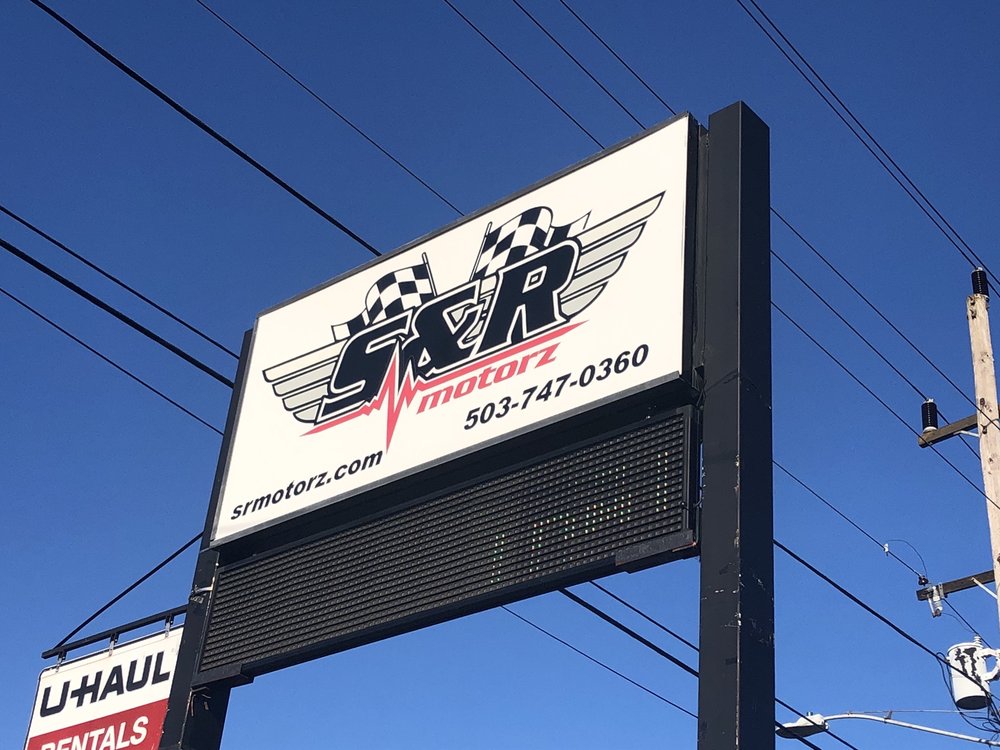 S&R
motorz
503-747-0360
srmotorz.com
U-HAUL
RENTALS